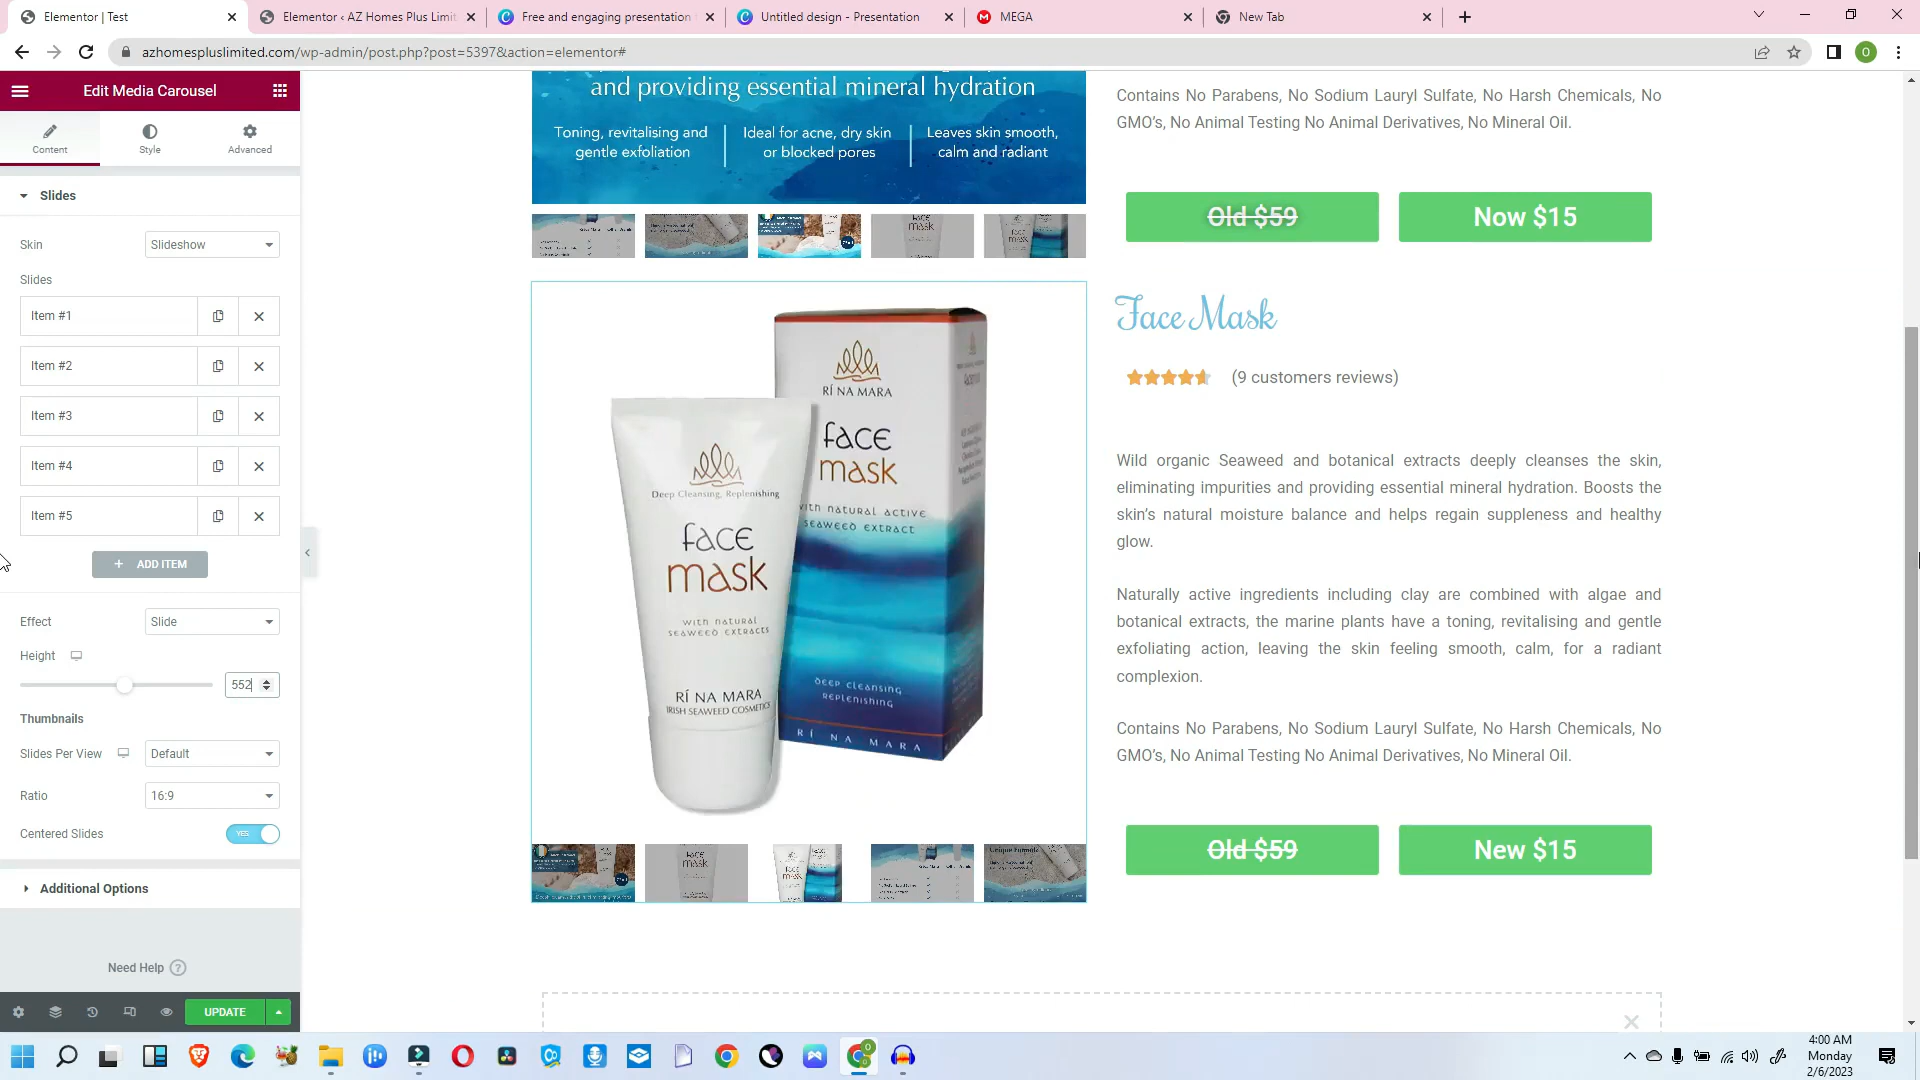 Elementor | Test
Elementor ‹ AZ Homes Plus Limit
Free and engaging presentation
Untitled design - Presentation
MEGA
New Tab
azhomespluslimited.com/wp-admin/post.php?post=5397&action=elementor#
O
Edit Media Carousel
Content
Style
Advanced
Slides
Skin
Slideshow
Slides
Item #1
Item #2
Item #3
Item #4
Item #5
ADD ITEM
Effect
Slide
Height
552
Thumbnails
Slides Per View
Default
Ratio
16:9
Centered Slides
YES
Additional Options
Need Help ?
UPDATE
and providing essential mineral hydration
Toning, revitalising and
gentle exfoliation
Ideal for acne, dry skin
or blocked pores
Leaves skin smooth,
calm and radiant
Contains No Parabens, No Sodium Lauryl Sulfate, No Harsh Chemicals, No
GMO’s, No Animal Testing No Animal Derivatives, No Mineral Oil.
Old $59
Now $15
RÍ NA MARA
face
mask
with natural active
seaweed extract
Deep Cleansing
Replenishing
RÍ NA MARA
Deep Cleansing, Replenishing
face
mask
with natural
seaweed extracts
RÍ NA MARA
IRISH SEAWEED COSMETICS
Face Mask
(9 customers reviews)
Wild organic Seaweed and botanical extracts deeply cleanses the skin,
eliminating impurities and providing essential mineral hydration. Boosts the
skin’s natural moisture balance and helps regain suppleness and healthy
glow.
Naturally active ingredients including clay are combined with algae and
botanical extracts, the marine plants have a toning, revitalising and gentle
exfoliating action, leaving the skin feeling smooth, calm, for a radiant
complexion.
Contains No Parabens, No Sodium Lauryl Sulfate, No Harsh Chemicals, No
GMO’s, No Animal Testing No Animal Derivatives, No Mineral Oil.
Old $59
New $15
4:00 AM
Monday
2/6/2023